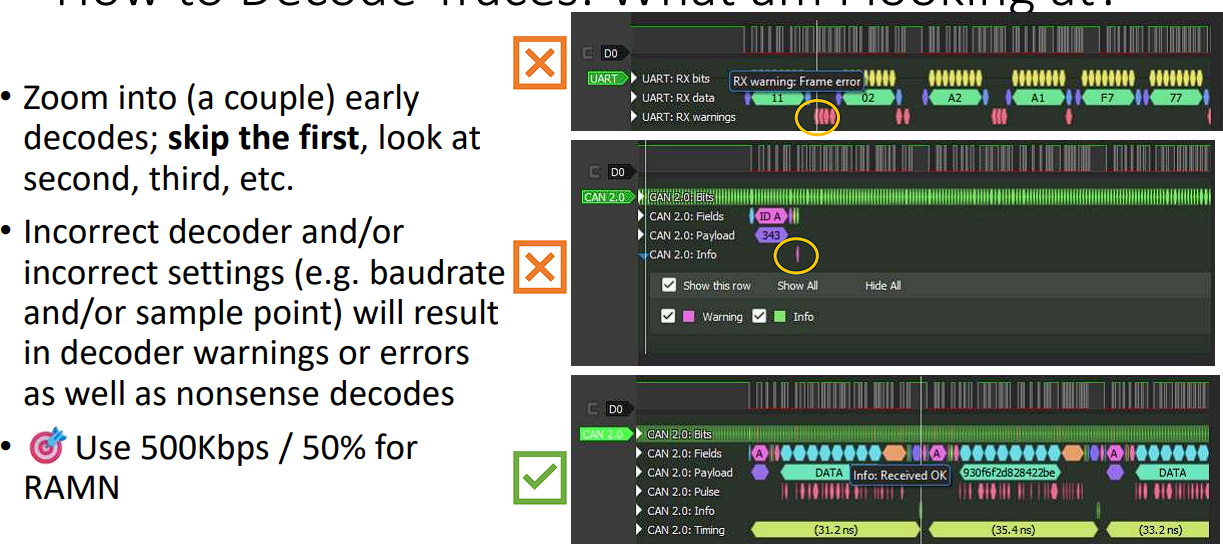 How to Decode Traces? What am I looking at?
• Zoom into (a couple) early
decodes; skip the first, look at
second, third, etc.
• Incorrect decoder and/or
incorrect settings (e.g. baudrate
and/or sample point) will result
in decoder warnings or errors
as well as nonsense decodes
• 🎯 Use 500Kbps / 50% for
RAMN
D0
UART
UART: RX bits
RX warning: Frame error
UART: RX data
11 02 A2 A1 F7 77
UART: RX warnings
D0
CAN 2.0
CAN 2.0: Bits
CAN 2.0: Fields
ID A
CAN 2.0: Payload
343
CAN 2.0: Info
Show this row Show All Hide All
Warning Info
D0
CAN 2.0
CAN 2.0: Bits
CAN 2.0: Fields
A A A
CAN 2.0: Payload
DATA Info: Received OK 930f6f2d828422be DATA
CAN 2.0: Pulse
CAN 2.0: Info
CAN 2.0: Timing
(31.2 ns) (35.4 ns) (33.2 ns)